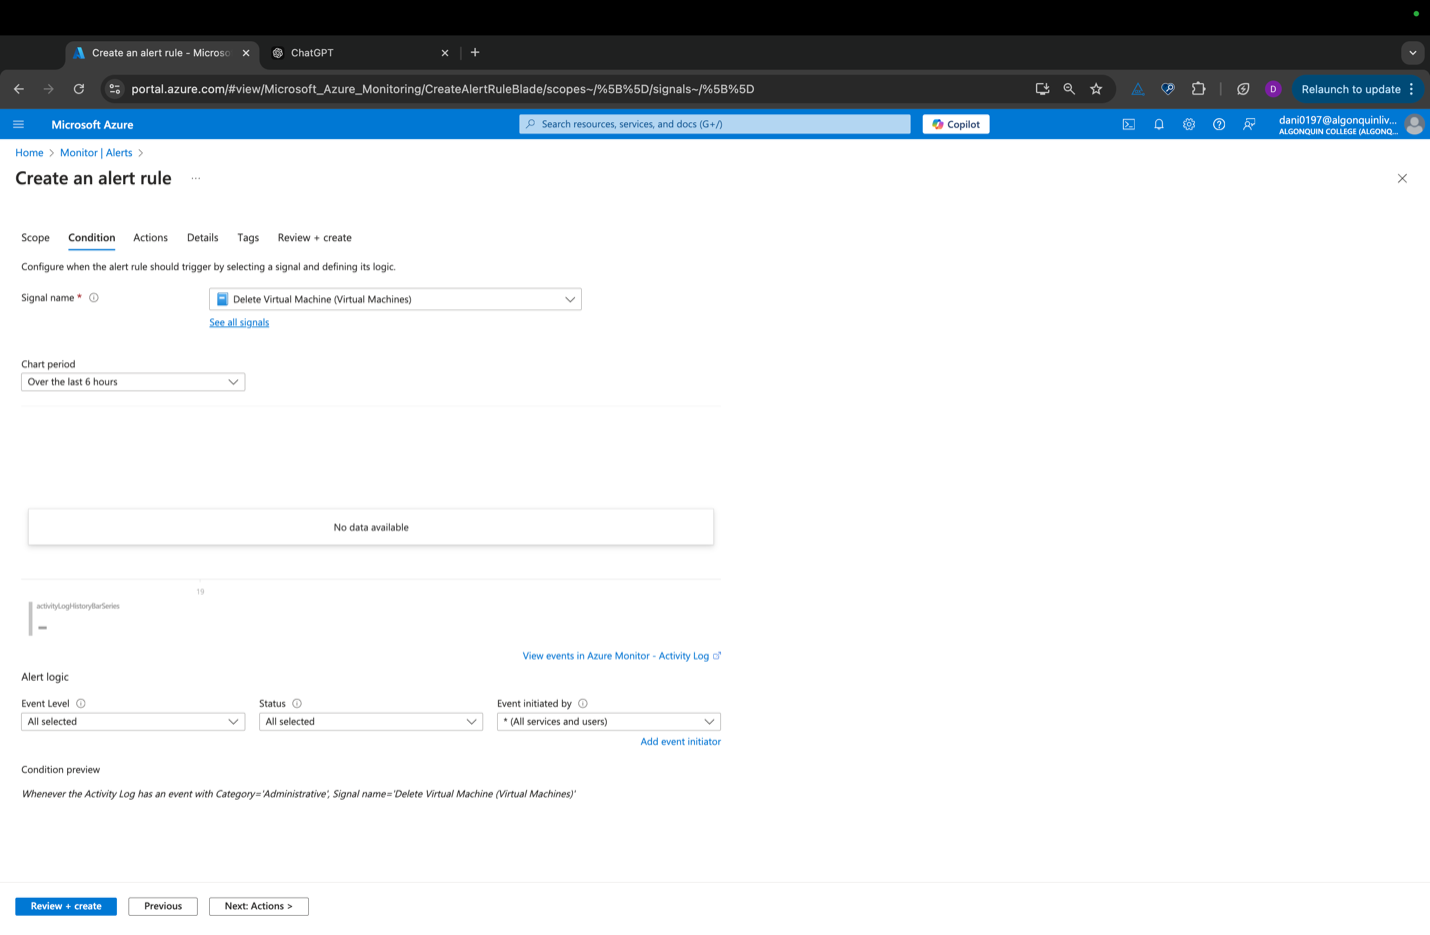 Create an alert rule - Microso
ChatGPT
portal.azure.com/#view/Microsoft_Azure_Monitoring/CreateAlertRuleBlade/scopes~/%5B%5D/signals~/%5B%5D
D
Relaunch to update
Microsoft Azure
Search resources, services, and docs (G+/)
Copilot
dani0197@algonquinliv...
ALGONQUIN COLLEGE (ALGONQ...
Home > Monitor | Alerts >
Create an alert rule ...
Scope Condition Actions Details Tags Review + create
Configure when the alert rule should trigger by selecting a signal and defining its logic.
Signal name *
Delete Virtual Machine (Virtual Machines)
See all signals
Chart period
Over the last 6 hours
No data available
19
activityLogHistoryBarSeries
--
View events in Azure Monitor - Activity Log
Alert logic
Event Level Status Event initiated by
All selected All selected * (All services and users)
Add event initiator
Condition preview
Whenever the Activity Log has an event with Category='Administrative', Signal name='Delete Virtual Machine (Virtual Machines)'
Review + create Previous Next: Actions >